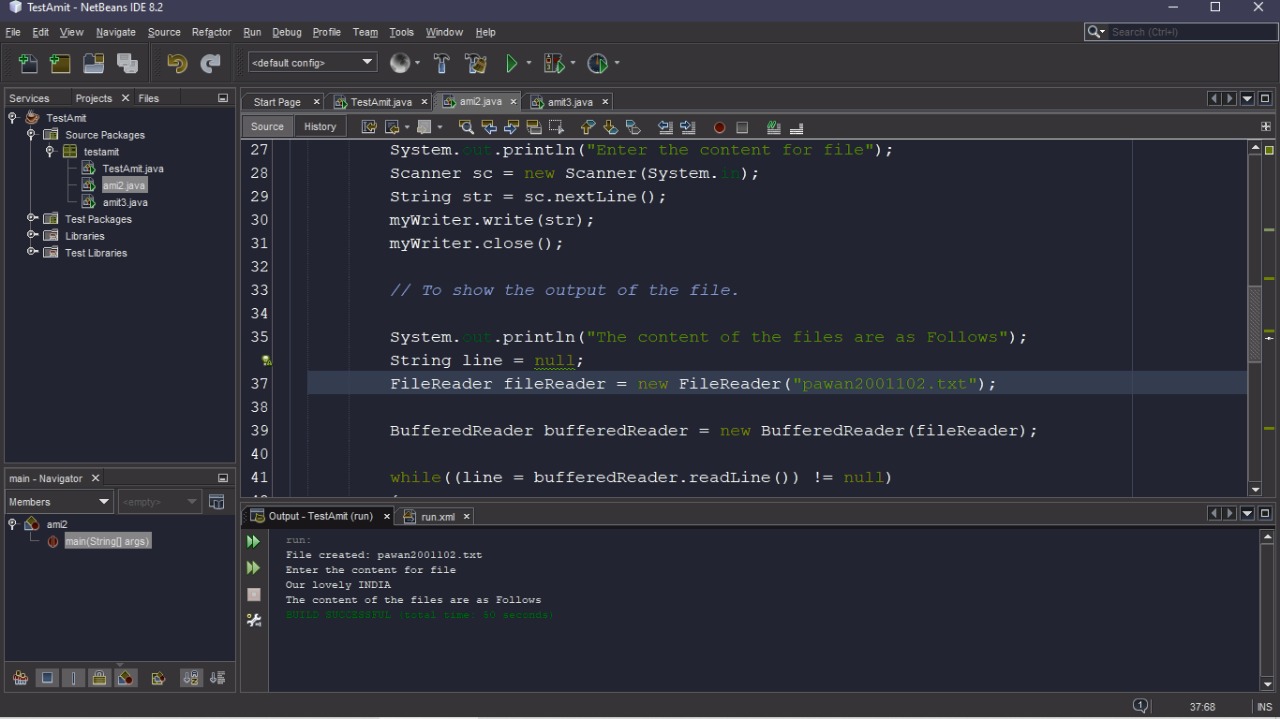 TestAmit - NetBeans IDE 8.2
File Edit View Navigate Source Refactor Run Debug Profile Team Tools Window Help
Search (Ctrl+I)
<default config>
Services Projects Files
TestAmit
Source Packages
testamit
TestAmit.java
ami2.java
amit3.java
Test Packages
Libraries
Test Libraries
main - Navigator
Members <empty>
ami2
main(String[] args)
Start Page TestAmit.java ami2.java amit3.java
Source History
27 System.out.println("Enter the content for file");
28 Scanner sc = new Scanner(System.in);
29 String str = sc.nextLine();
30 myWriter.write(str);
31 myWriter.close();
32
33 // To show the output of the file.
34
35 System.out.println("The content of the files are as Follows");
String line = null;
37 FileReader fileReader = new FileReader("pawan2001102.txt");
38
39 BufferedReader bufferedReader = new BufferedReader(fileReader);
40
41 while((line = bufferedReader.readLine()) != null)
Output - TestAmit (run) run.xml
run:
File created: pawan2001102.txt
Enter the content for file
Our lovely INDIA
The content of the files are as Follows
BUILD SUCCESSFUL (total time: 50 seconds)
1 37:68 INS